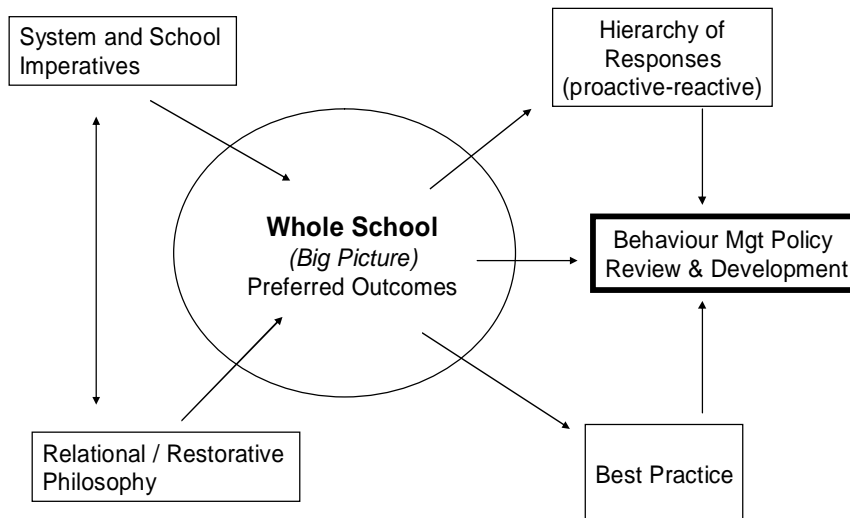 System and School
Imperatives
Hierarchy of
Responses
(proactive-reactive)
Whole School
(Big Picture)
Preferred Outcomes
Behaviour Mgt Policy
Review & Development
Relational / Restorative
Philosophy
Best Practice